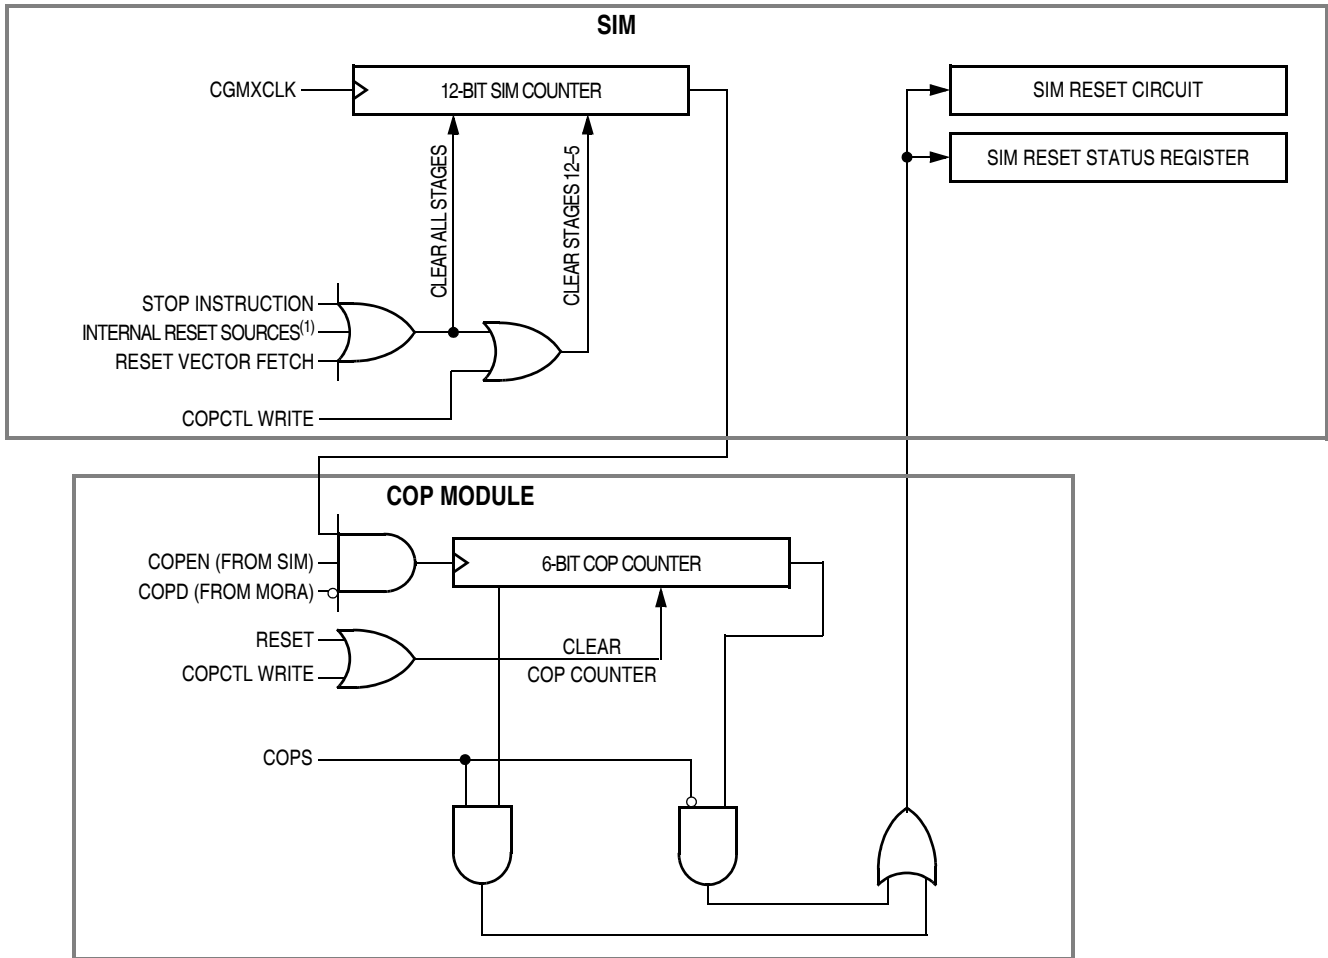 SIM
CGMXCLK
12-BIT SIM COUNTER
SIM RESET CIRCUIT
SIM RESET STATUS REGISTER
CLEAR ALL STAGES
CLEAR STAGES 12–5
STOP INSTRUCTION
INTERNAL RESET SOURCES(1)
RESET VECTOR FETCH
COPCTL WRITE
COP MODULE
COPEN (FROM SIM)
6-BIT COP COUNTER
COPD (FROM MORA)
RESET
CLEAR
COPCTL WRITE
COP COUNTER
COPS